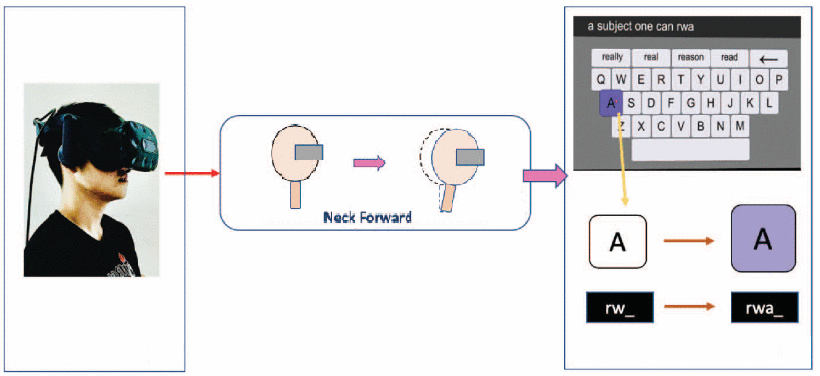 Neck Forward
a subject one can rwa
really real reason read ←
Q W E R T Y U I O P
A S D F G H J K L
Z X C V B N M
A A
rw_ rwa_